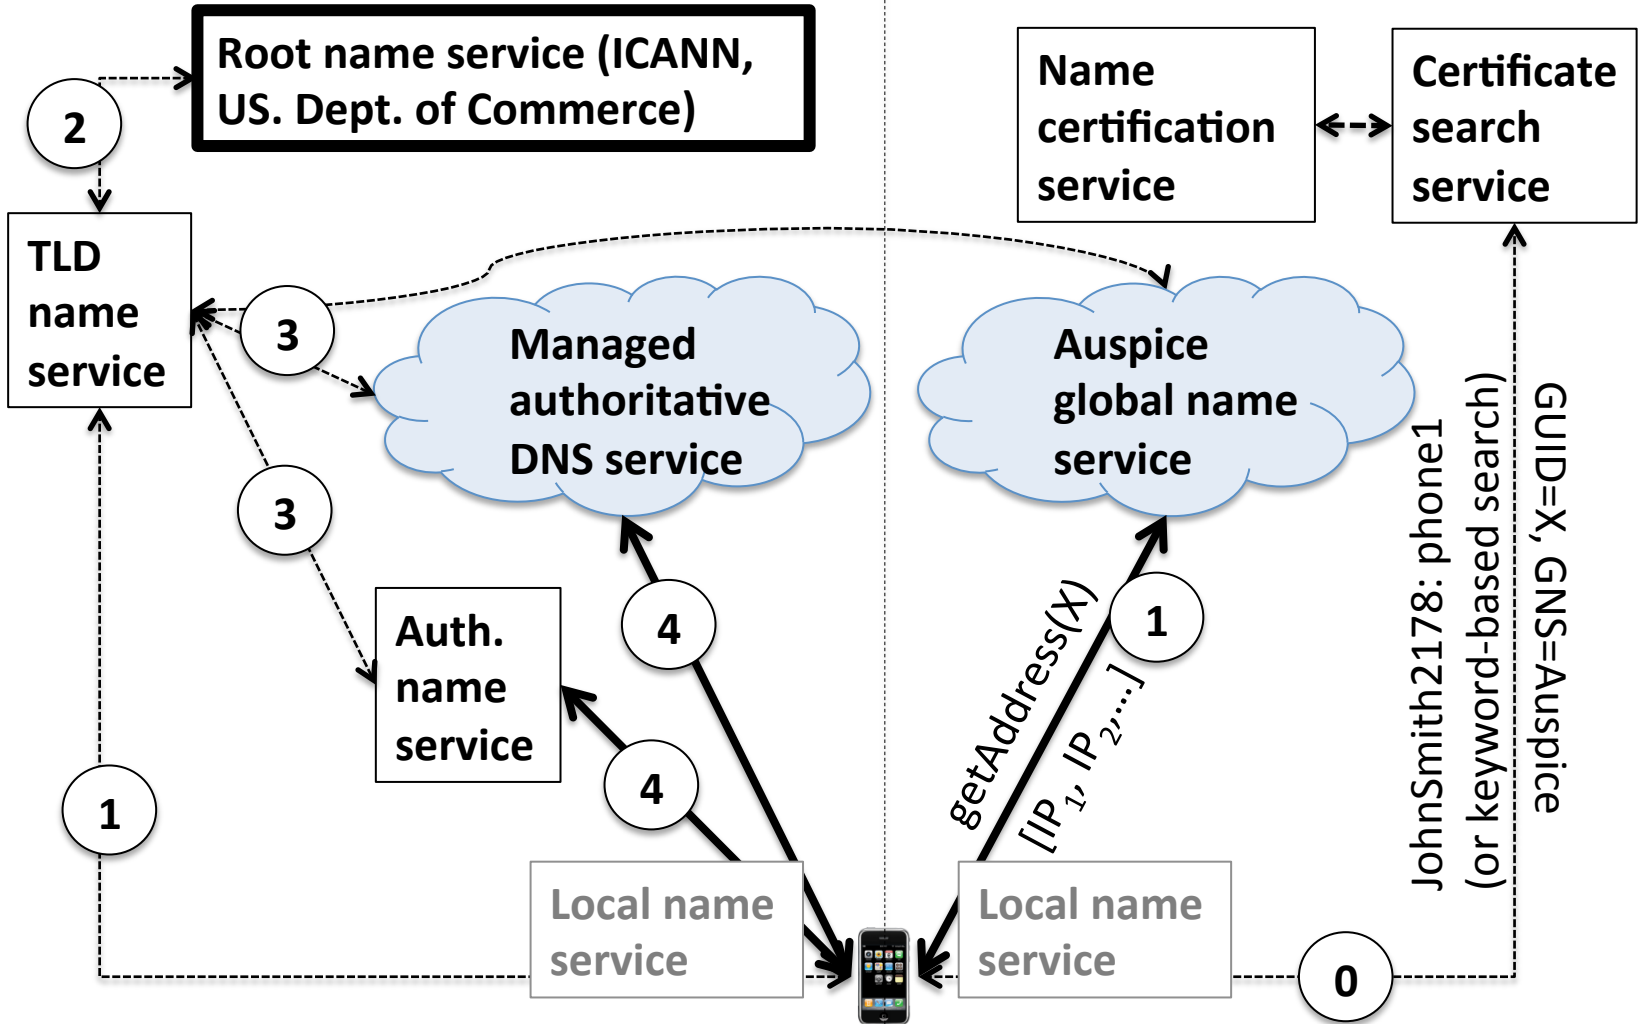 Root name service (ICANN,
US. Dept. of Commerce)
2
TLD
name
service
3
Managed
authoritative
DNS service
3
Auth.
name
service
4
4
1
Local name
service
Name
certification
service
Certificate
search
service
Auspice
global name
service
1
getAddress(X)
[IP1, IP2,...]
JohnSmith2178: phone1
(or keyword-based search)
GUID=X, GNS=Auspice
Local name
service
0